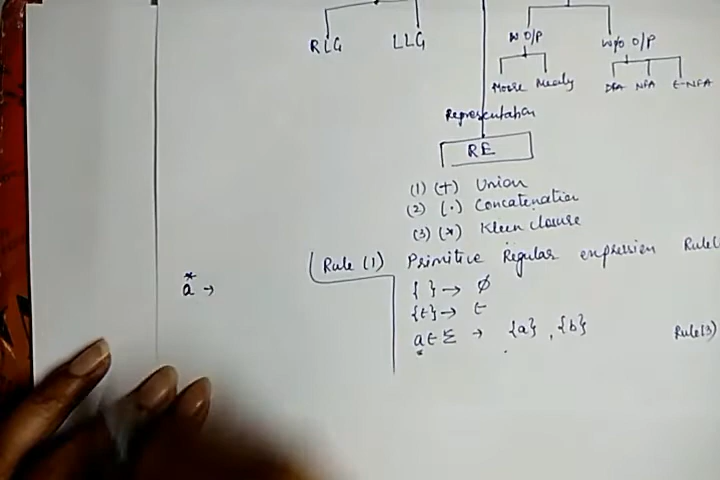 RLG LLG
W O/P W/o O/P
Moore Mealy DFA NFA ε-NFA
Representation
RE
(1) (+) Union
(2) (.) Concatenation
(3) (*) Kleen closure
Rule (1) Primitive Regular expression Rule(
{ } → φ
{ε} → ε
a ∈ Σ → {a}, {b} Rule(3)
a* →